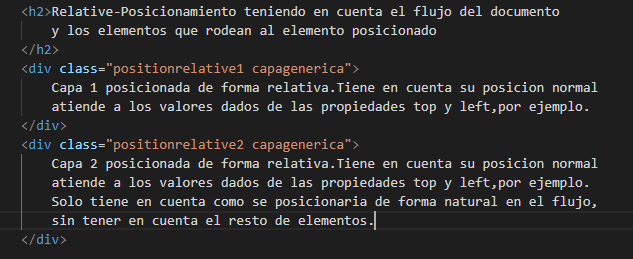 <h2>Relative-Posicionamiento teniendo en cuenta el flujo del documento
y los elementos que rodean al elemento posicionado
</h2>
<div class="positionrelative1 capagenerica">
Capa 1 posicionada de forma relativa.Tiene en cuenta su posicion normal
atiende a los valores dados de las propiedades top y left,por ejemplo.
</div>
<div class="positionrelative2 capagenerica">
Capa 2 posicionada de forma relativa.Tiene en cuenta su posicion normal
atiende a los valores dados de las propiedades top y left,por ejemplo.
Solo tiene en cuenta como se posicionaria de forma natural en el flujo,
sin tener en cuenta el resto de elementos.
</div>